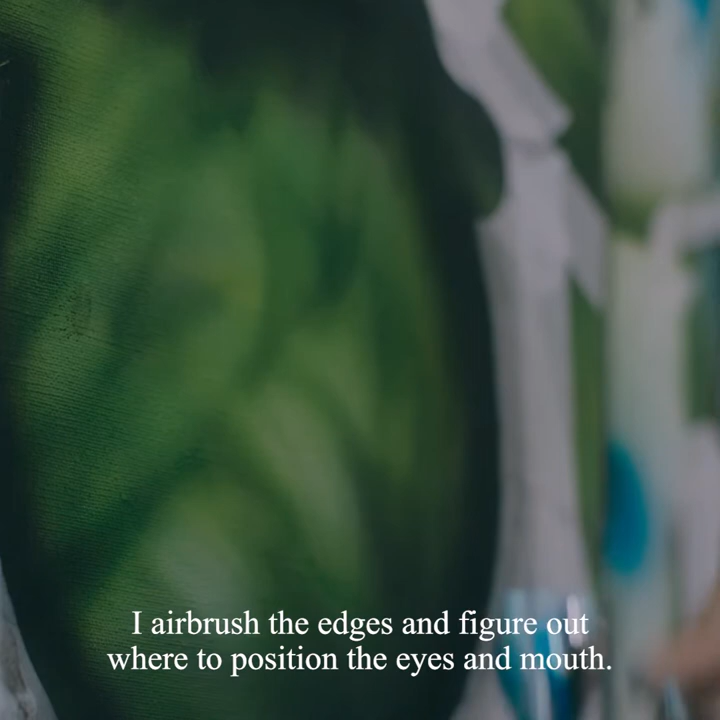 I airbrush the edges and figure out
where to position the eyes and mouth.